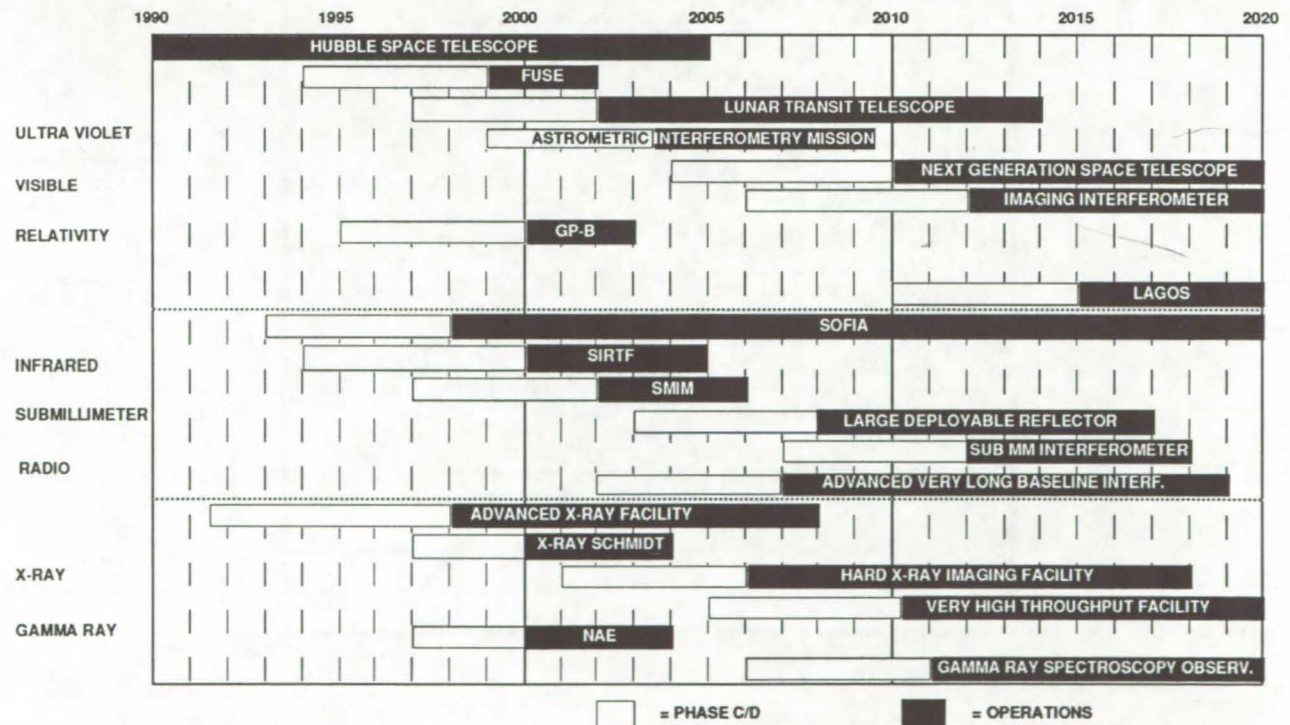 1990 1995 2000 2005 2010 2015 2020
HUBBLE SPACE TELESCOPE
FUSE
LUNAR TRANSIT TELESCOPE
ULTRA VIOLET
ASTROMETRIC INTERFEROMETRY MISSION
NEXT GENERATION SPACE TELESCOPE
VISIBLE
IMAGING INTERFEROMETER
RELATIVITY
GP-B
LAGOS
SOFIA
SIRTF
INFRARED
SMIM
SUBMILLIMETER
LARGE DEPLOYABLE REFLECTOR
SUB MM INTERFEROMETER
RADIO
ADVANCED VERY LONG BASELINE INTERF.
ADVANCED X-RAY FACILITY
X-RAY SCHMIDT
X-RAY
HARD X-RAY IMAGING FACILITY
VERY HIGH THROUGHPUT FACILITY
GAMMA RAY
NAE
GAMMA RAY SPECTROSCOPY OBSERV.
= PHASE C/D
= OPERATIONS